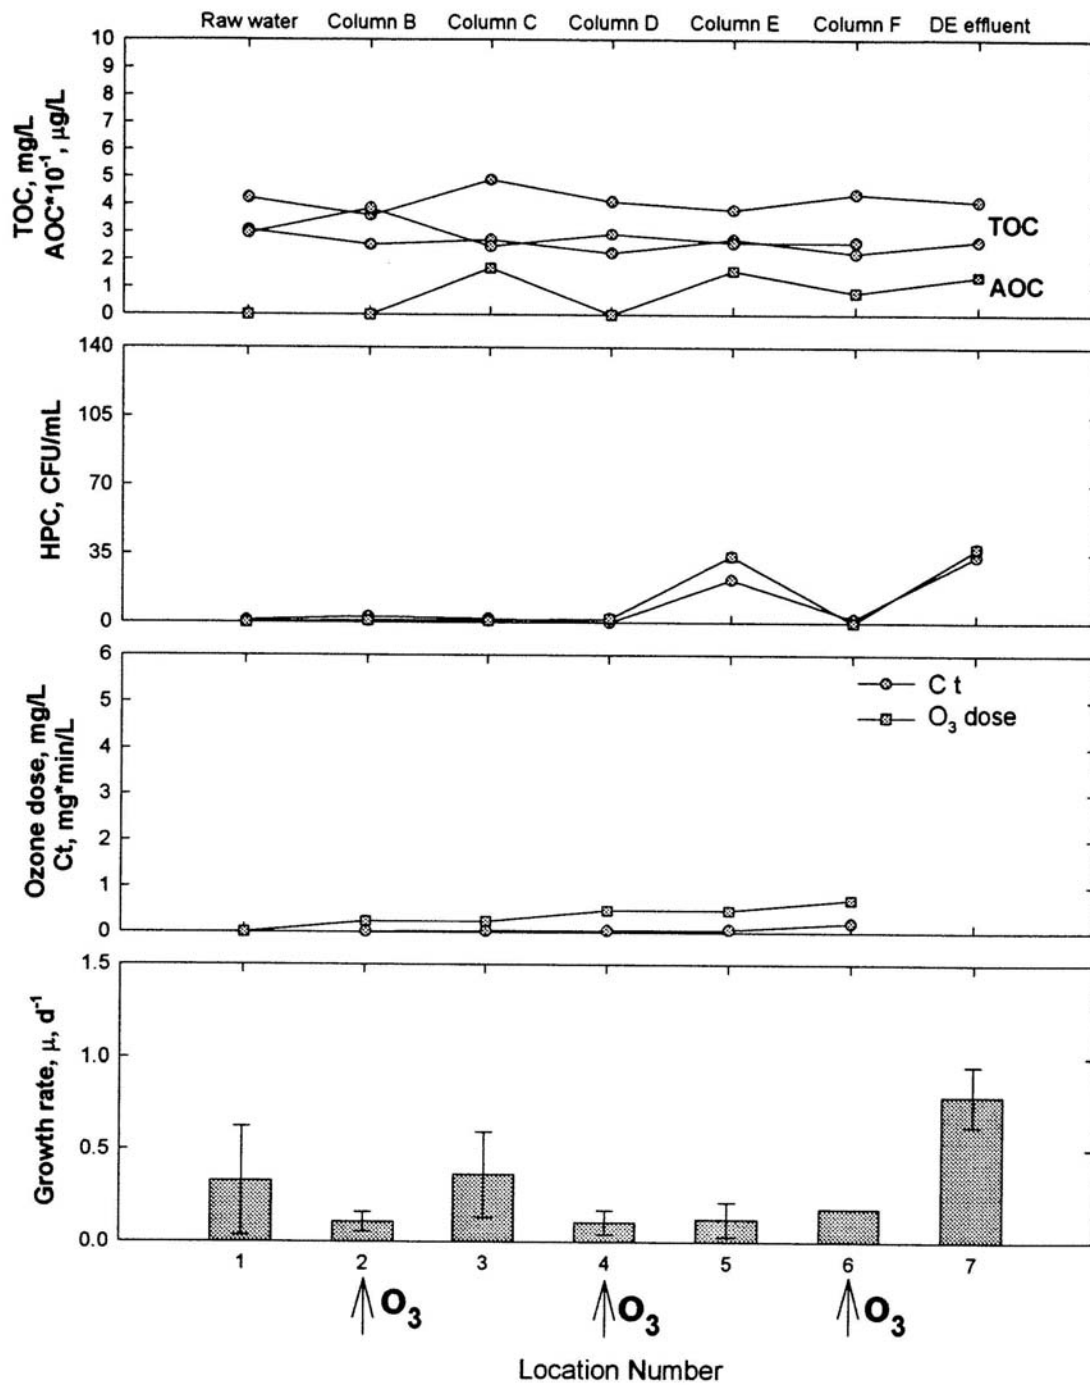 Raw water Column B Column C Column D Column E Column F DE effluent
TOC, mg/L
AOC*10⁻¹, μg/L
10
9
8
7
6
5
4
3
2
1
0
TOC
AOC
HPC, CFU/mL
140
105
70
35
0
Ozone dose, mg/L
Ct, mg*min/L
6
5
4
3
2
1
0
C t
O₃ dose
Growth rate, μ, d⁻¹
1.5
1.0
0.5
0.0
1 2 3 4 5 6 7
O₃ O₃ O₃
Location Number